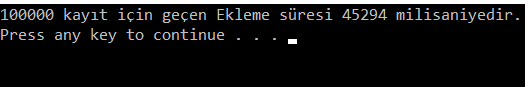 100000 kayıt için geçen Ekleme süresi 45294 milisaniyedir.
Press any key to continue . . .